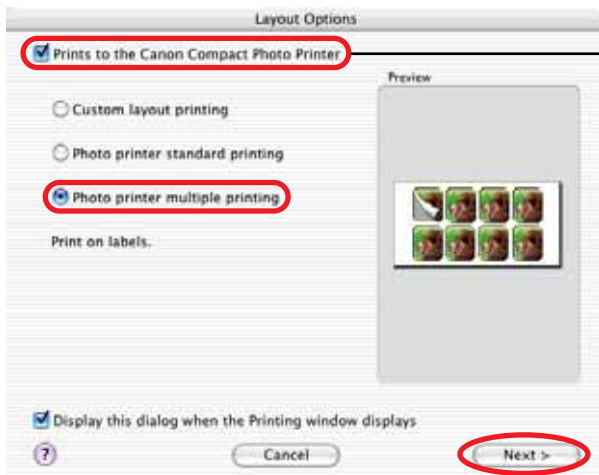 Layout Options
Prints to the Canon Compact Photo Printer
Preview
Custom layout printing
Photo printer standard printing
Photo printer multiple printing
Print on labels.
Display this dialog when the Printing window displays
? Cancel Next >